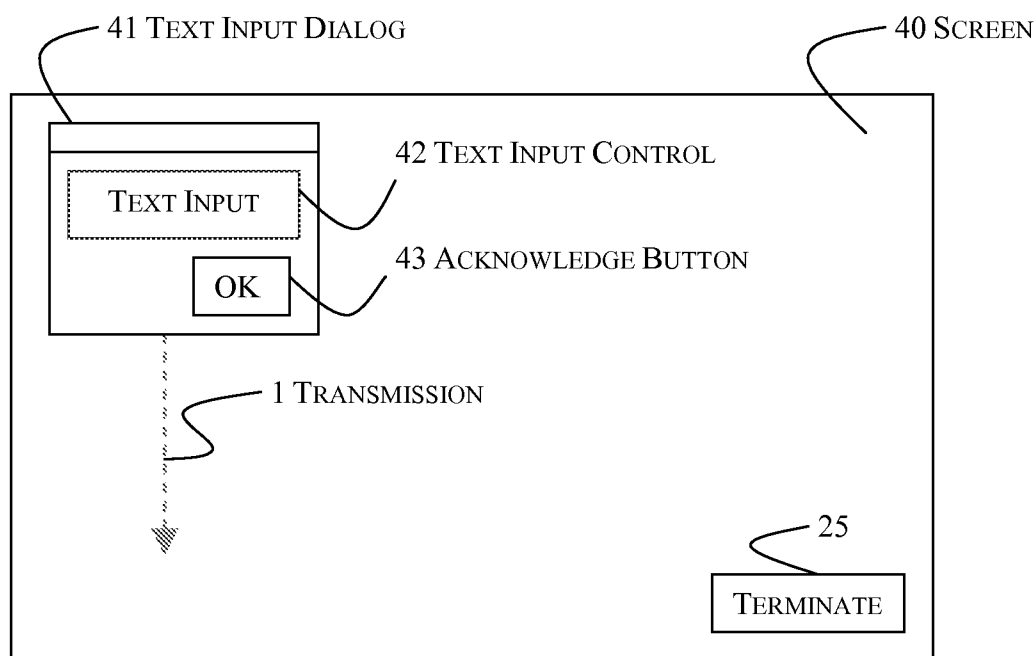 41 TEXT INPUT DIALOG
40 SCREEN
42 TEXT INPUT CONTROL
TEXT INPUT
43 ACKNOWLEDGE BUTTON
OK
1 TRANSMISSION
25
TERMINATE